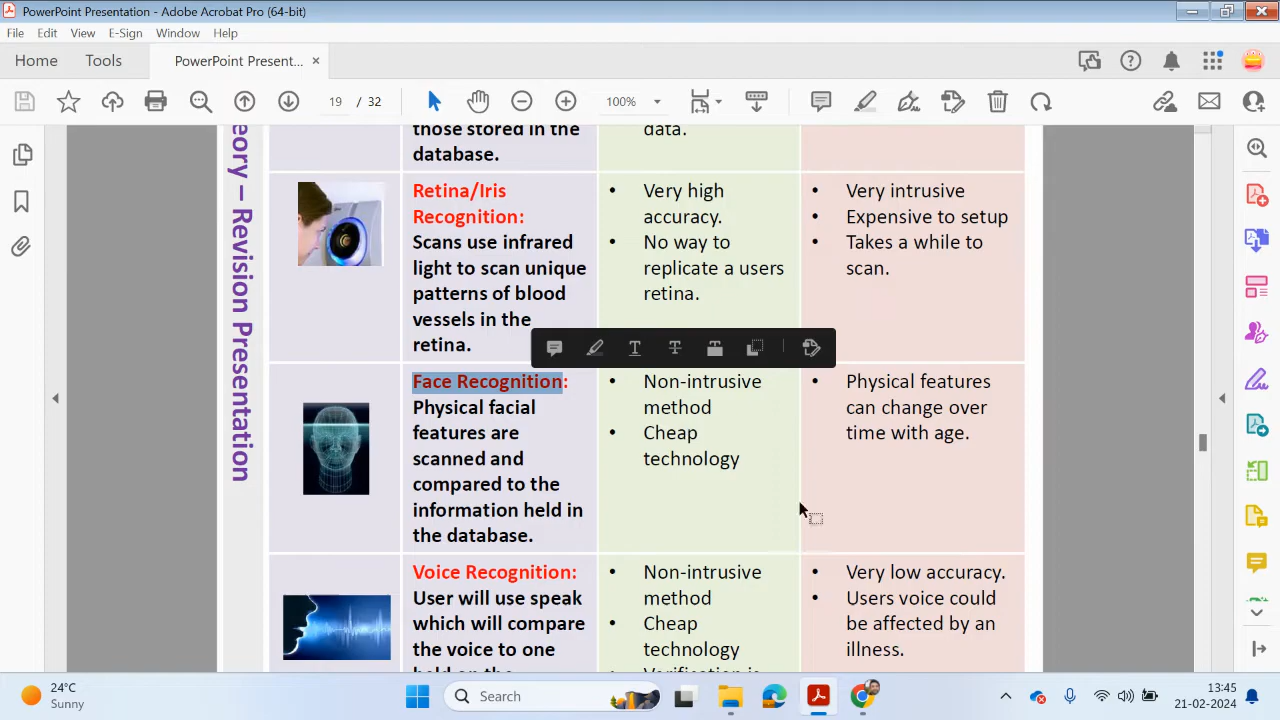 PowerPoint Presentation - Adobe Acrobat Pro (64-bit)
File Edit View E-Sign Window Help
Home Tools PowerPoint Present... ×
19 / 32 100%
eory – Revision Presentation
those stored in the
database.
data.
Retina/Iris
Recognition:
Scans use infrared
light to scan unique
patterns of blood
vessels in the
retina.
• Very high
accuracy.
• No way to
replicate a users
retina.
• Very intrusive
• Expensive to setup
• Takes a while to
scan.
Face Recognition:
Physical facial
features are
scanned and
compared to the
information held in
the database.
• Non-intrusive
method
• Cheap
technology
• Physical features
can change over
time with age.
Voice Recognition:
User will use speak
which will compare
the voice to one
held on the
• Non-intrusive
method
• Cheap
technology
Verification is
• Very low accuracy.
• Users voice could
be affected by an
illness.
24°C
Sunny
Search
13:45
21-02-2024